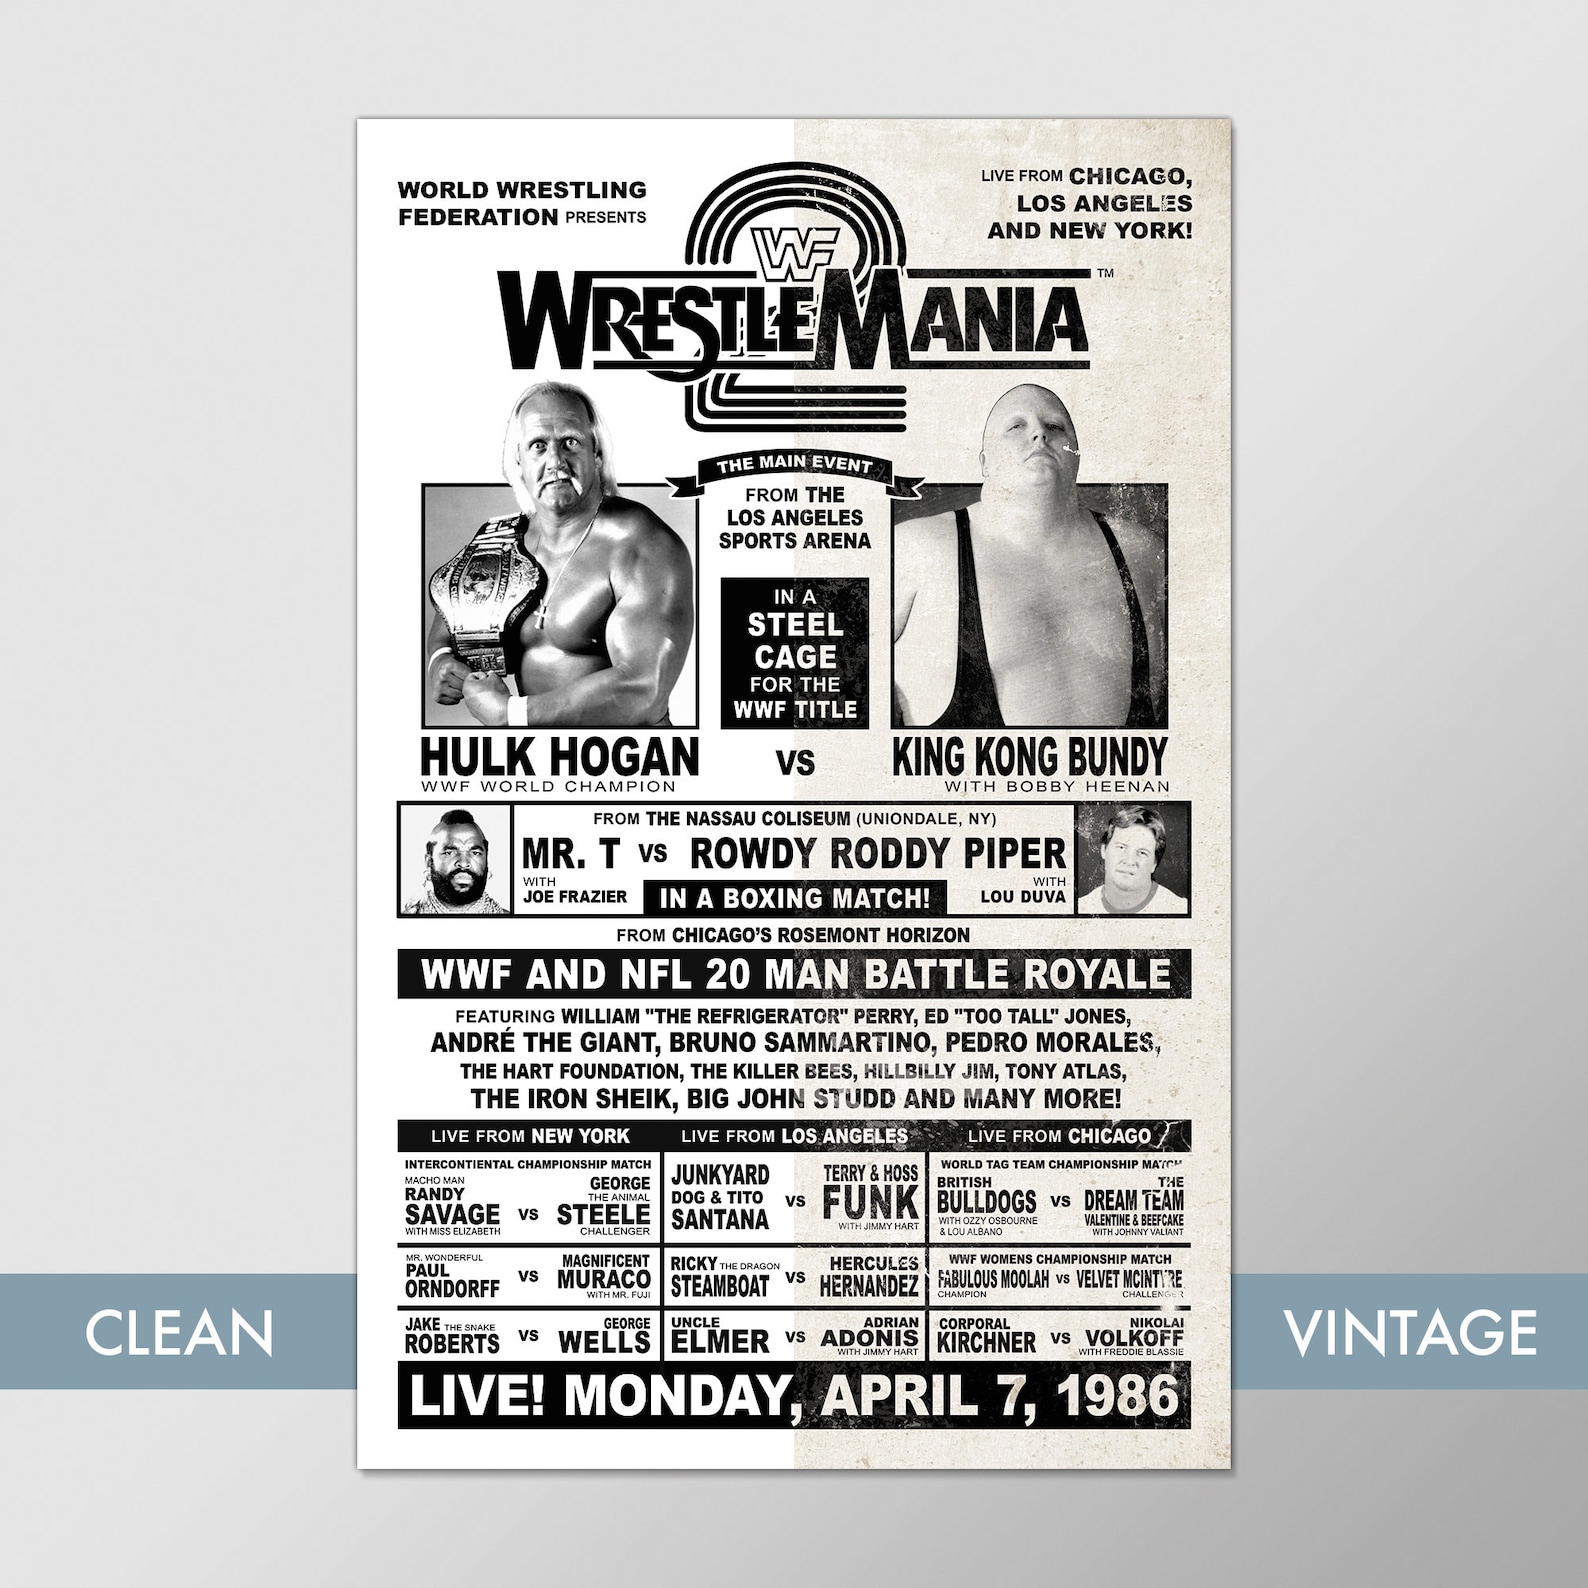 WORLD WRESTLING
FEDERATION PRESENTS
LIVE FROM CHICAGO,
LOS ANGELES
AND NEW YORK!
WF
WRESTLEMANIA ™
2
THE MAIN EVENT
FROM THE
LOS ANGELES
SPORTS ARENA
IN A
STEEL
CAGE
FOR THE
WWF TITLE
HULK HOGAN
WWF WORLD CHAMPION
VS
KING KONG BUNDY
WITH BOBBY HEENAN
FROM THE NASSAU COLISEUM (UNIONDALE, NY)
MR. T VS ROWDY RODDY PIPER
WITH
JOE FRAZIER
IN A BOXING MATCH!
WITH
LOU DUVA
FROM CHICAGO'S ROSEMONT HORIZON
WWF AND NFL 20 MAN BATTLE ROYALE
FEATURING WILLIAM "THE REFRIGERATOR" PERRY, ED "TOO TALL" JONES,
ANDRÉ THE GIANT, BRUNO SAMMARTINO, PEDRO MORALES,
THE HART FOUNDATION, THE KILLER BEES, HILLBILLY JIM, TONY ATLAS,
THE IRON SHEIK, BIG JOHN STUDD AND MANY MORE!
LIVE FROM NEW YORK
INTERCONTIENTAL CHAMPIONSHIP MATCH
MACHO MAN
RANDY
SAVAGE
WITH MISS ELIZABETH
VS
GEORGE
THE ANIMAL
STEELE
CHALLENGER
MR. WONDERFUL
PAUL
ORNDORFF
VS
MAGNIFICENT
MURACO
WITH MR. FUJI
JAKE THE SNAKE
ROBERTS
VS
GEORGE
WELLS
LIVE FROM LOS ANGELES
JUNKYARD
DOG & TITO
SANTANA
VS
TERRY & HOSS
FUNK
WITH JIMMY HART
RICKY THE DRAGON
STEAMBOAT
VS
HERCULES
HERNANDEZ
UNCLE
ELMER
VS
ADRIAN
ADONIS
WITH JIMMY HART
LIVE FROM CHICAGO
WORLD TAG TEAM CHAMPIONSHIP MATCH
BRITISH
BULLDOGS
WITH OZZY OSBOURNE
& LOU ALBANO
VS
THE
DREAM TEAM
VALENTINE & BEEFCAKE
WITH JOHNNY VALIANT
WWF WOMENS CHAMPIONSHIP MATCH
FABULOUS MOOLAH VS VELVET MCINTYRE
CHAMPION
CHALLENGER
CORPORAL
KIRCHNER
VS
NIKOLAI
VOLKOFF
WITH FREDDIE BLASSIE
LIVE! MONDAY, APRIL 7, 1986
CLEAN
VINTAGE